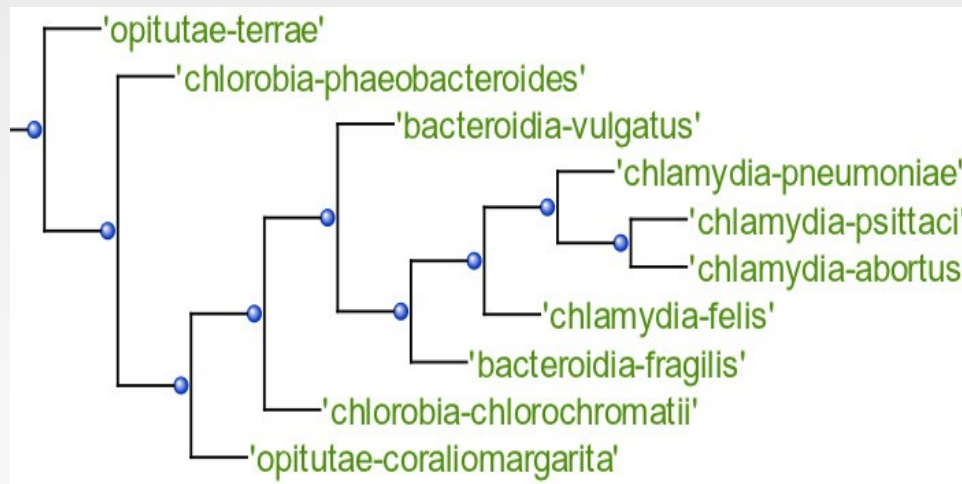 'opitutae-terrae'
'chlorobia-phaeobacteroides'
'bacteroidia-vulgatus'
'chlamydia-pneumoniae'
'chlamydia-psittaci'
'chlamydia-abortus
'chlamydia-felis'
'bacteroidia-fragilis'
'chlorobia-chlorochromatii'
'opitutae-coraliomargarita'